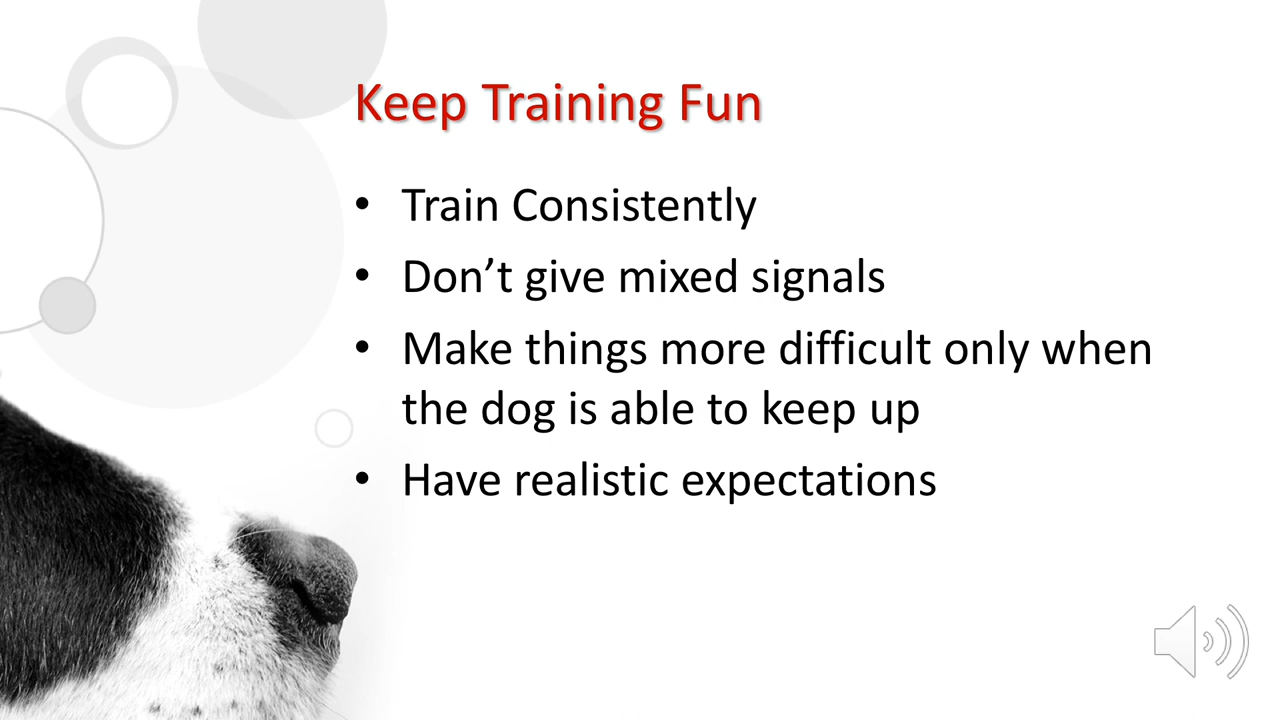 Keep Training Fun
• Train Consistently
• Don’t give mixed signals
• Make things more difficult only when
the dog is able to keep up
• Have realistic expectations